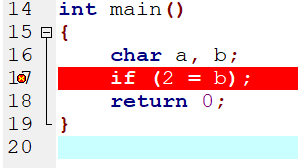 14 int main()
15 {
16 char a, b;
17 if (2 = b);
18 return 0;
19 }
20